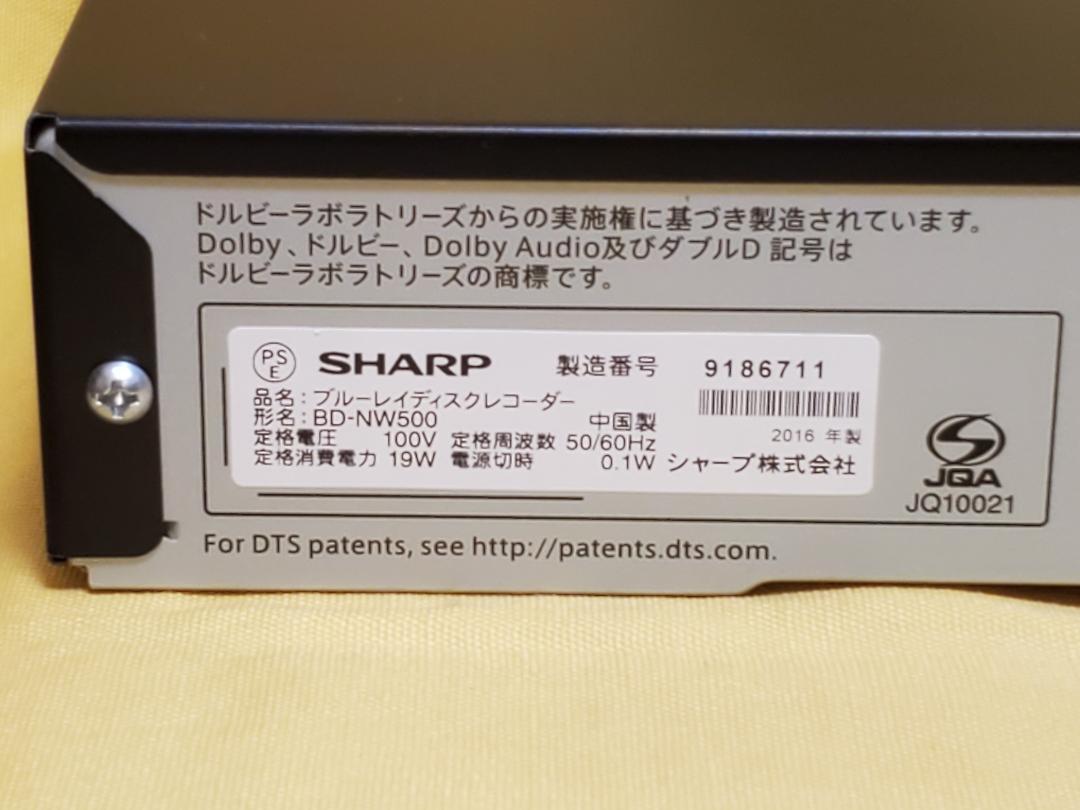 ドルビーラボラトリーズからの実施権に基づき製造されています。
Dolby、ドルビー、Dolby Audio及びダブルD 記号は
ドルビーラボラトリーズの商標です。
PS
E
SHARP 製造番号 9186711
品名：ブルーレイディスクレコーダー
形名：BD-NW500 中国製
定格電圧 100V 定格周波数 50/60Hz 2016 年製
定格消費電力 19W 電源切時 0.1W シャープ株式会社
JQA
JQ10021
For DTS patents, see http://patents.dts.com.